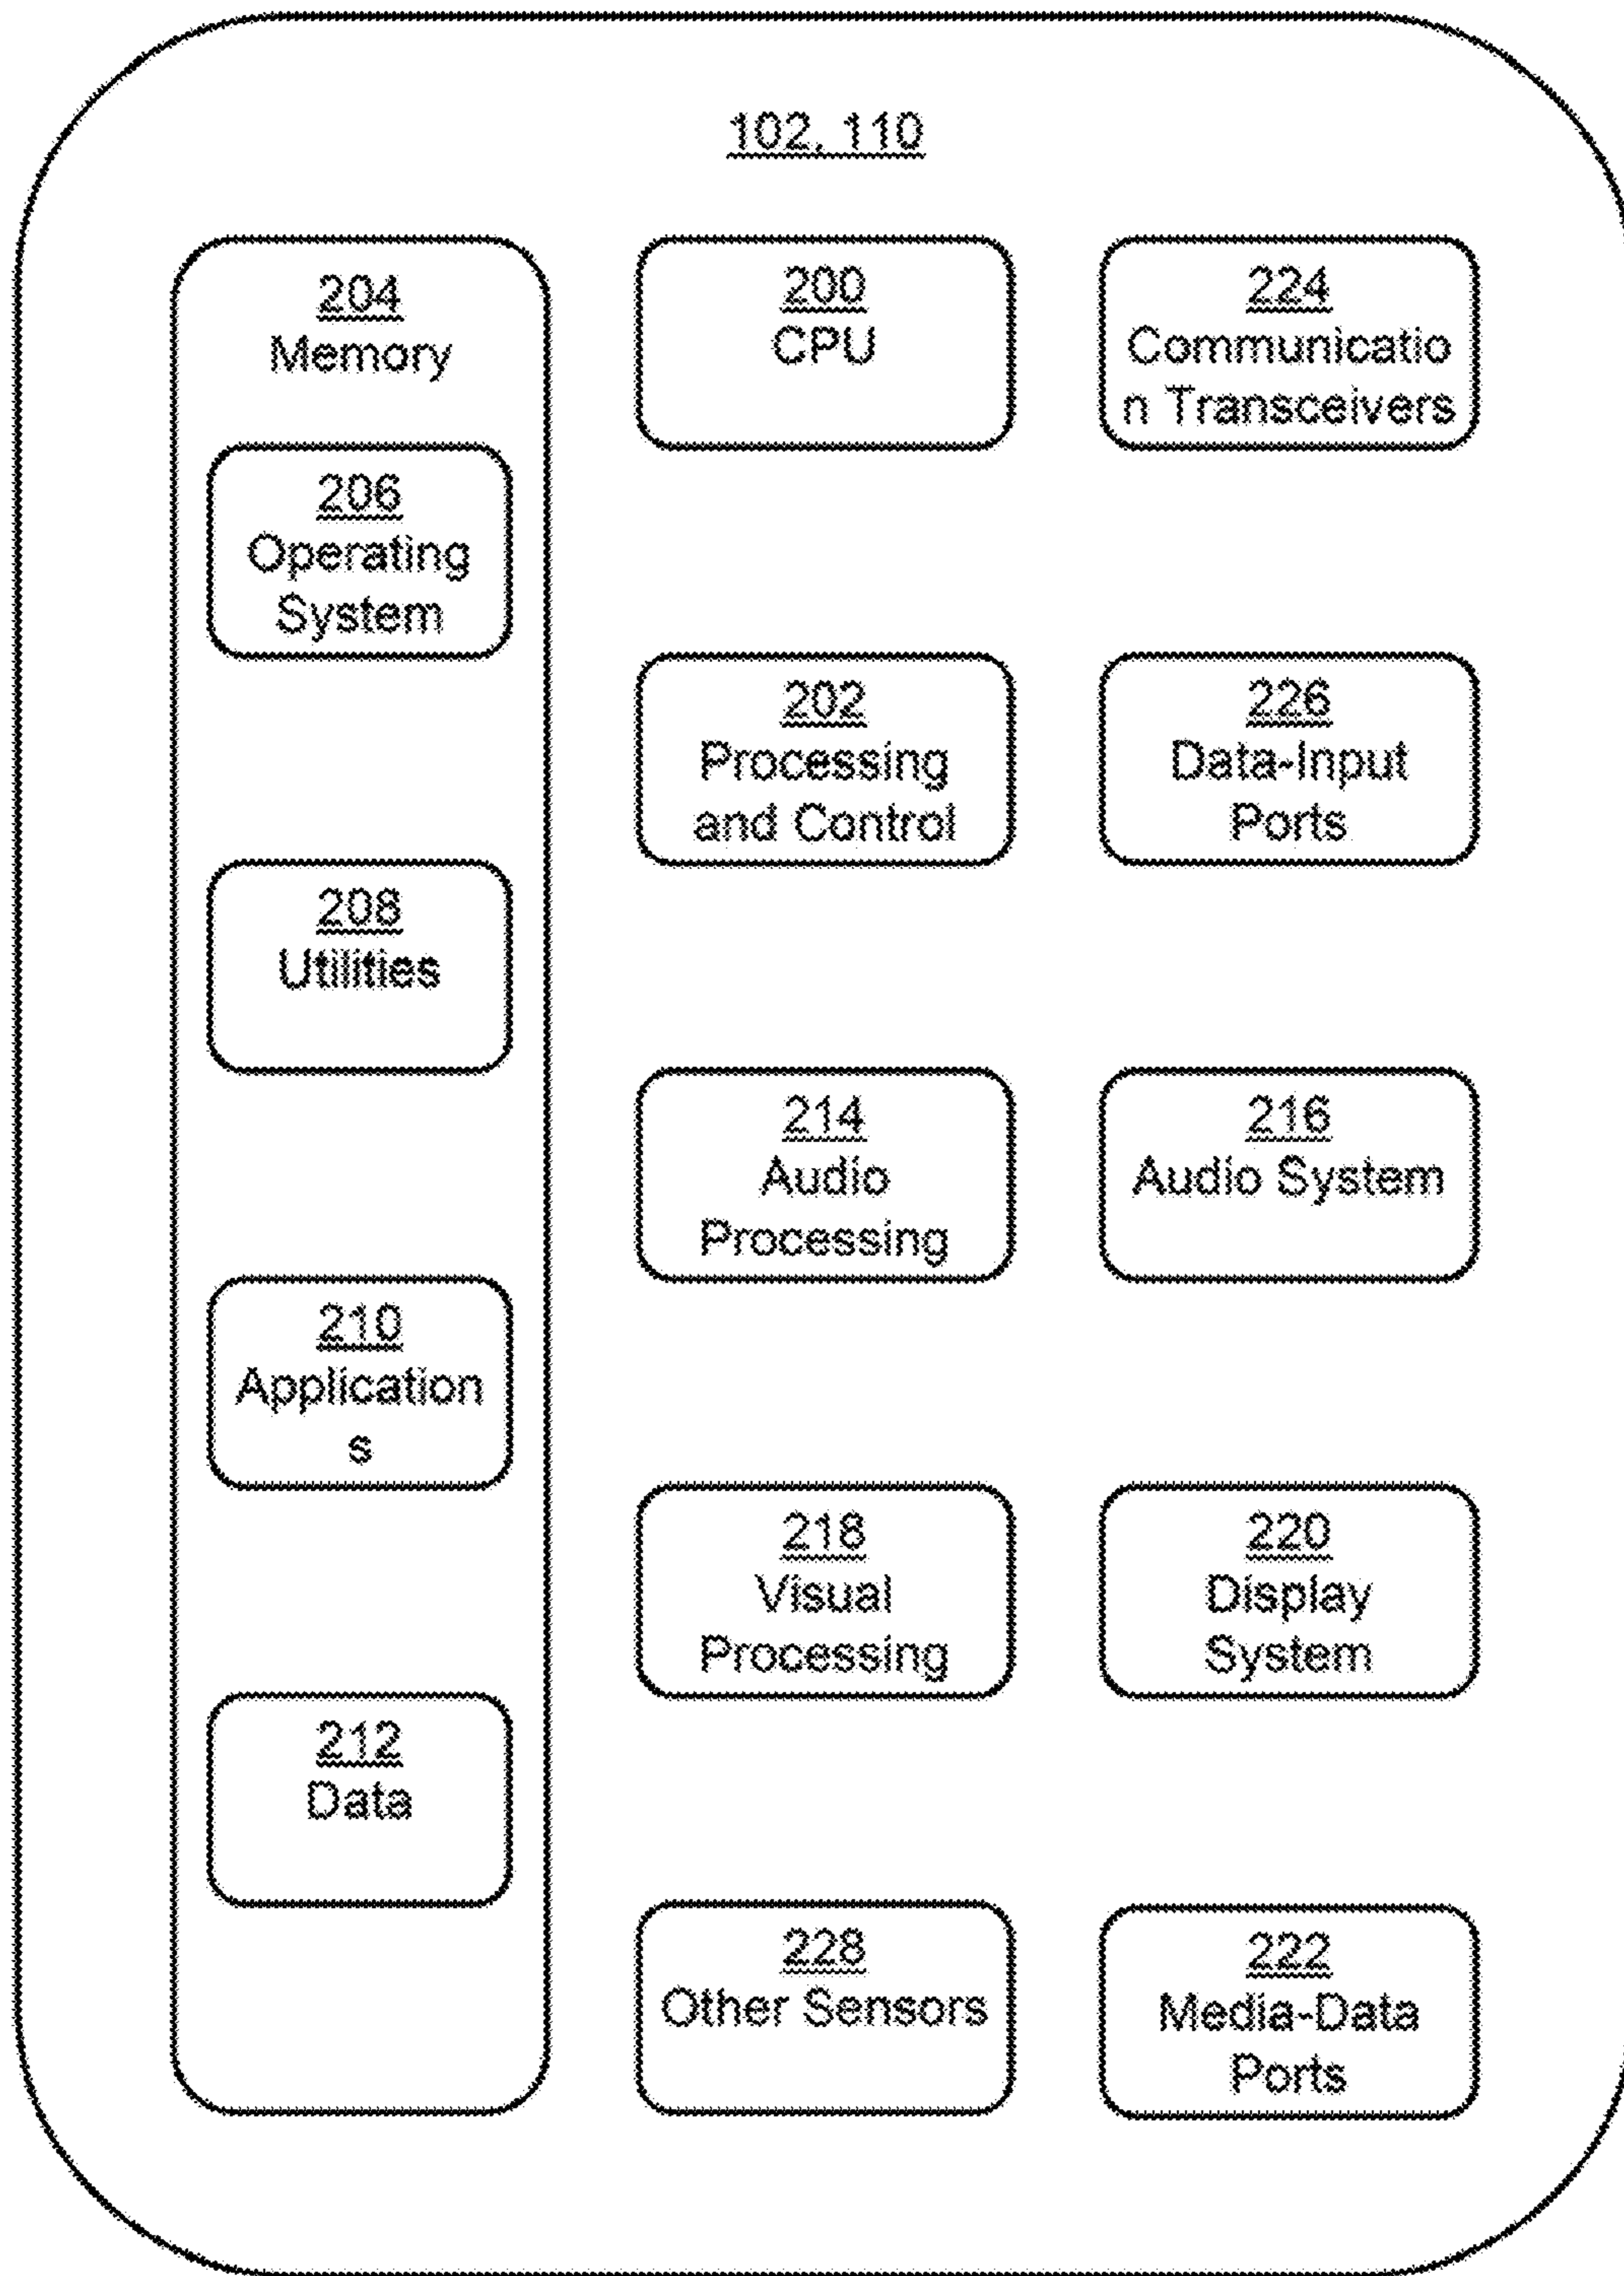 102, 110
204
Memory
206
Operating
System
208
Utilities
210
Application
s
212
Data
200
CPU
202
Processing
and Control
214
Audio
Processing
218
Visual
Processing
228
Other Sensors
224
Communicatio
n Transceivers
226
Data-Input
Ports
216
Audio System
220
Display
System
222
Media-Data
Ports